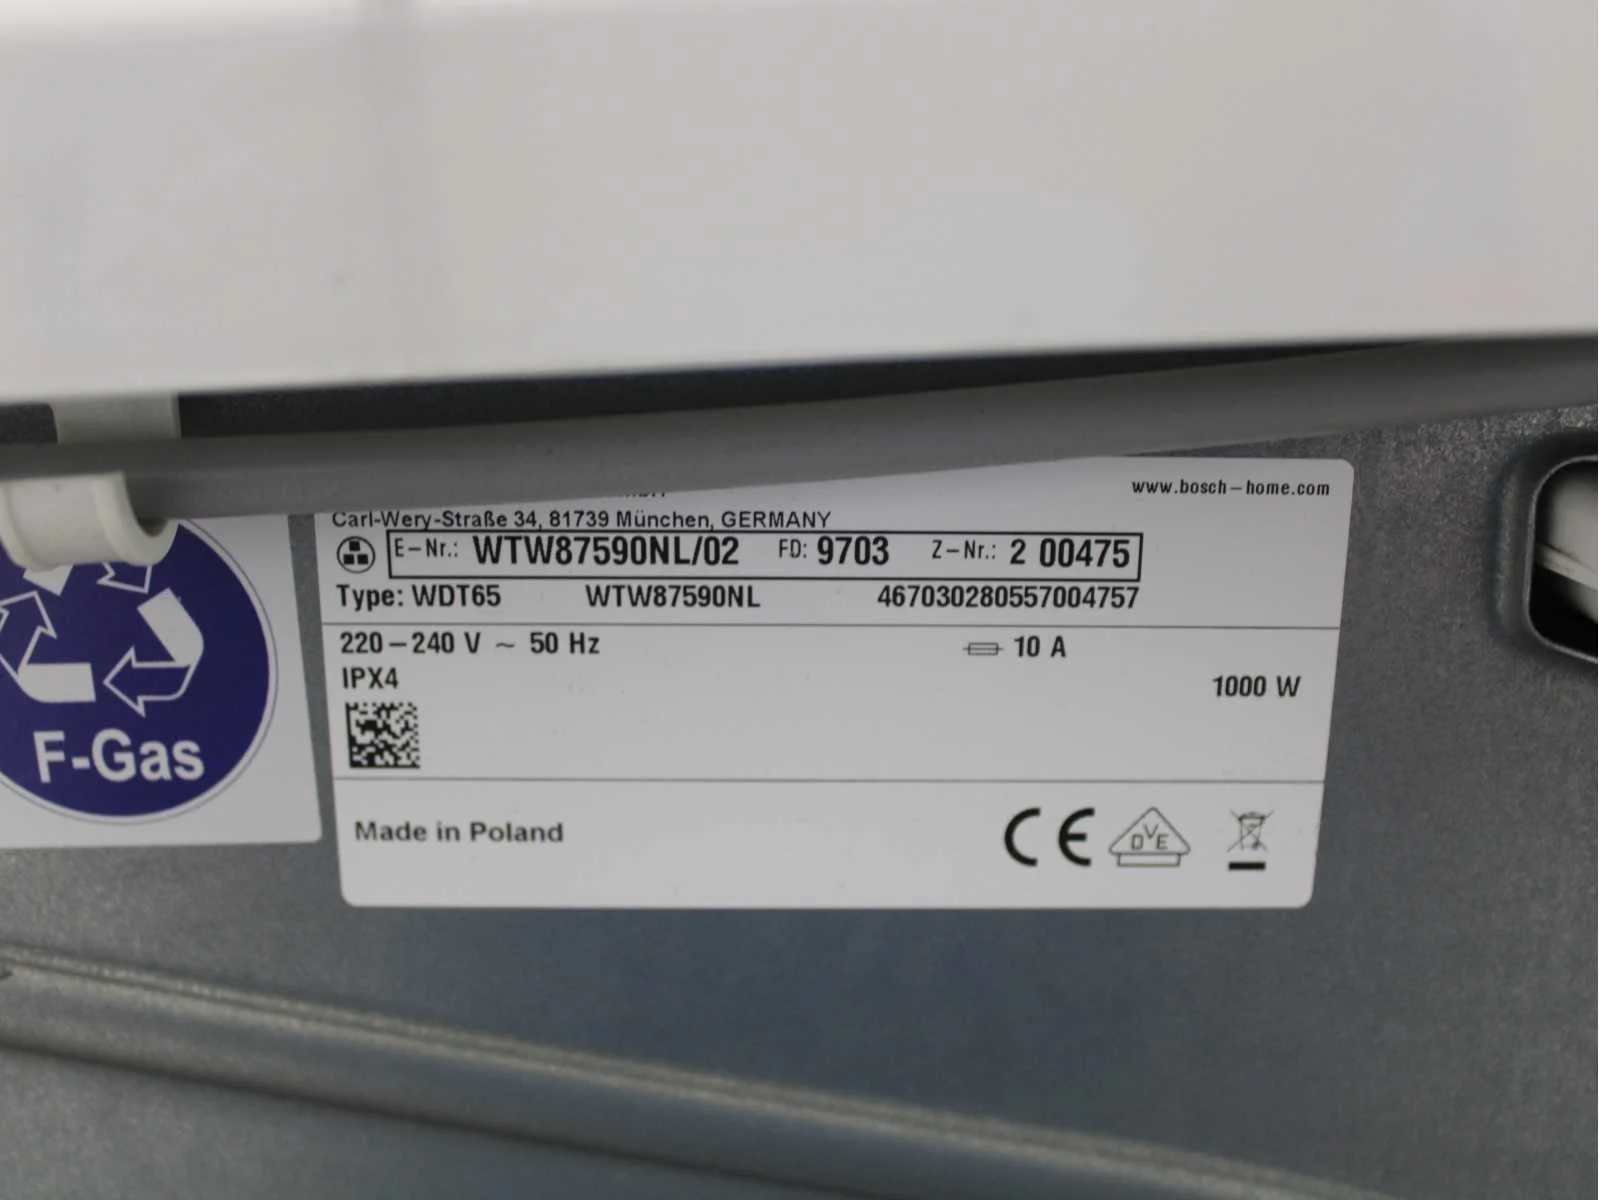 www.bosch-home.com
Carl-Wery-Straße 34, 81739 München, GERMANY
E-Nr.: WTW87590NL/02 FD: 9703 Z-Nr.: 2 00475
Type: WDT65 WTW87590NL 467030280557004757
220-240 V ~ 50 Hz 10 A
IPX4
1000 W
F-Gas
Made in Poland
CE
DVE